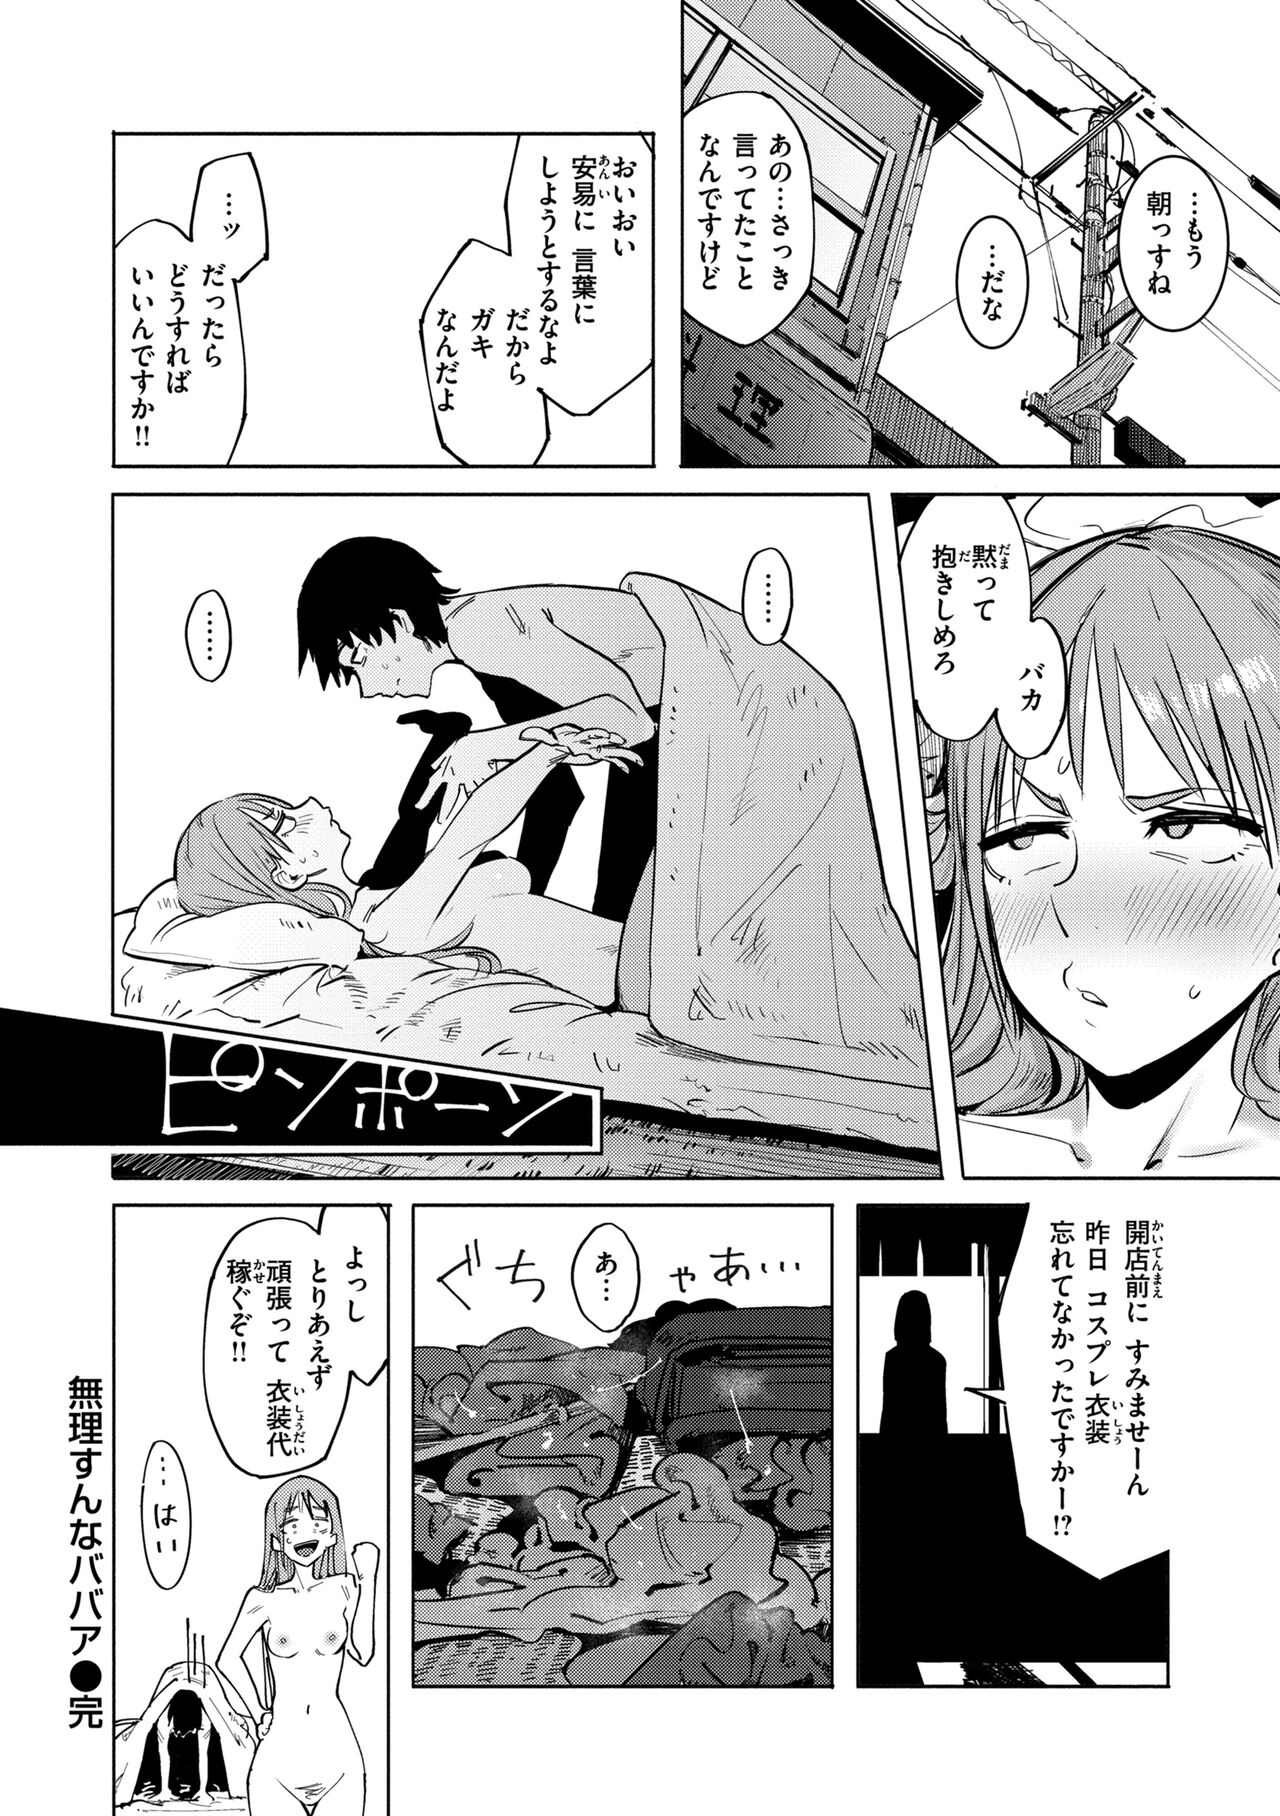 …もう
朝っすね
…だな
あの…さっき
言ってたこと
なんですけど
料理
おいおい
安易に 言葉に
しようとするなよ
だから
ガキ
なんだよ
…ッ
だったら
どうすれば
いいんですか!!
黙って
抱きしめろ
バカ
……
……
ピンポーン
開店前に すみませーん
昨日 コスプレ衣装
忘れてなかったですかー!?
ぐちゃあ…
あ…
よっし
とりあえず
頑張って 衣装代
稼ぐぞ!!
…はい
無理すんなババア●完